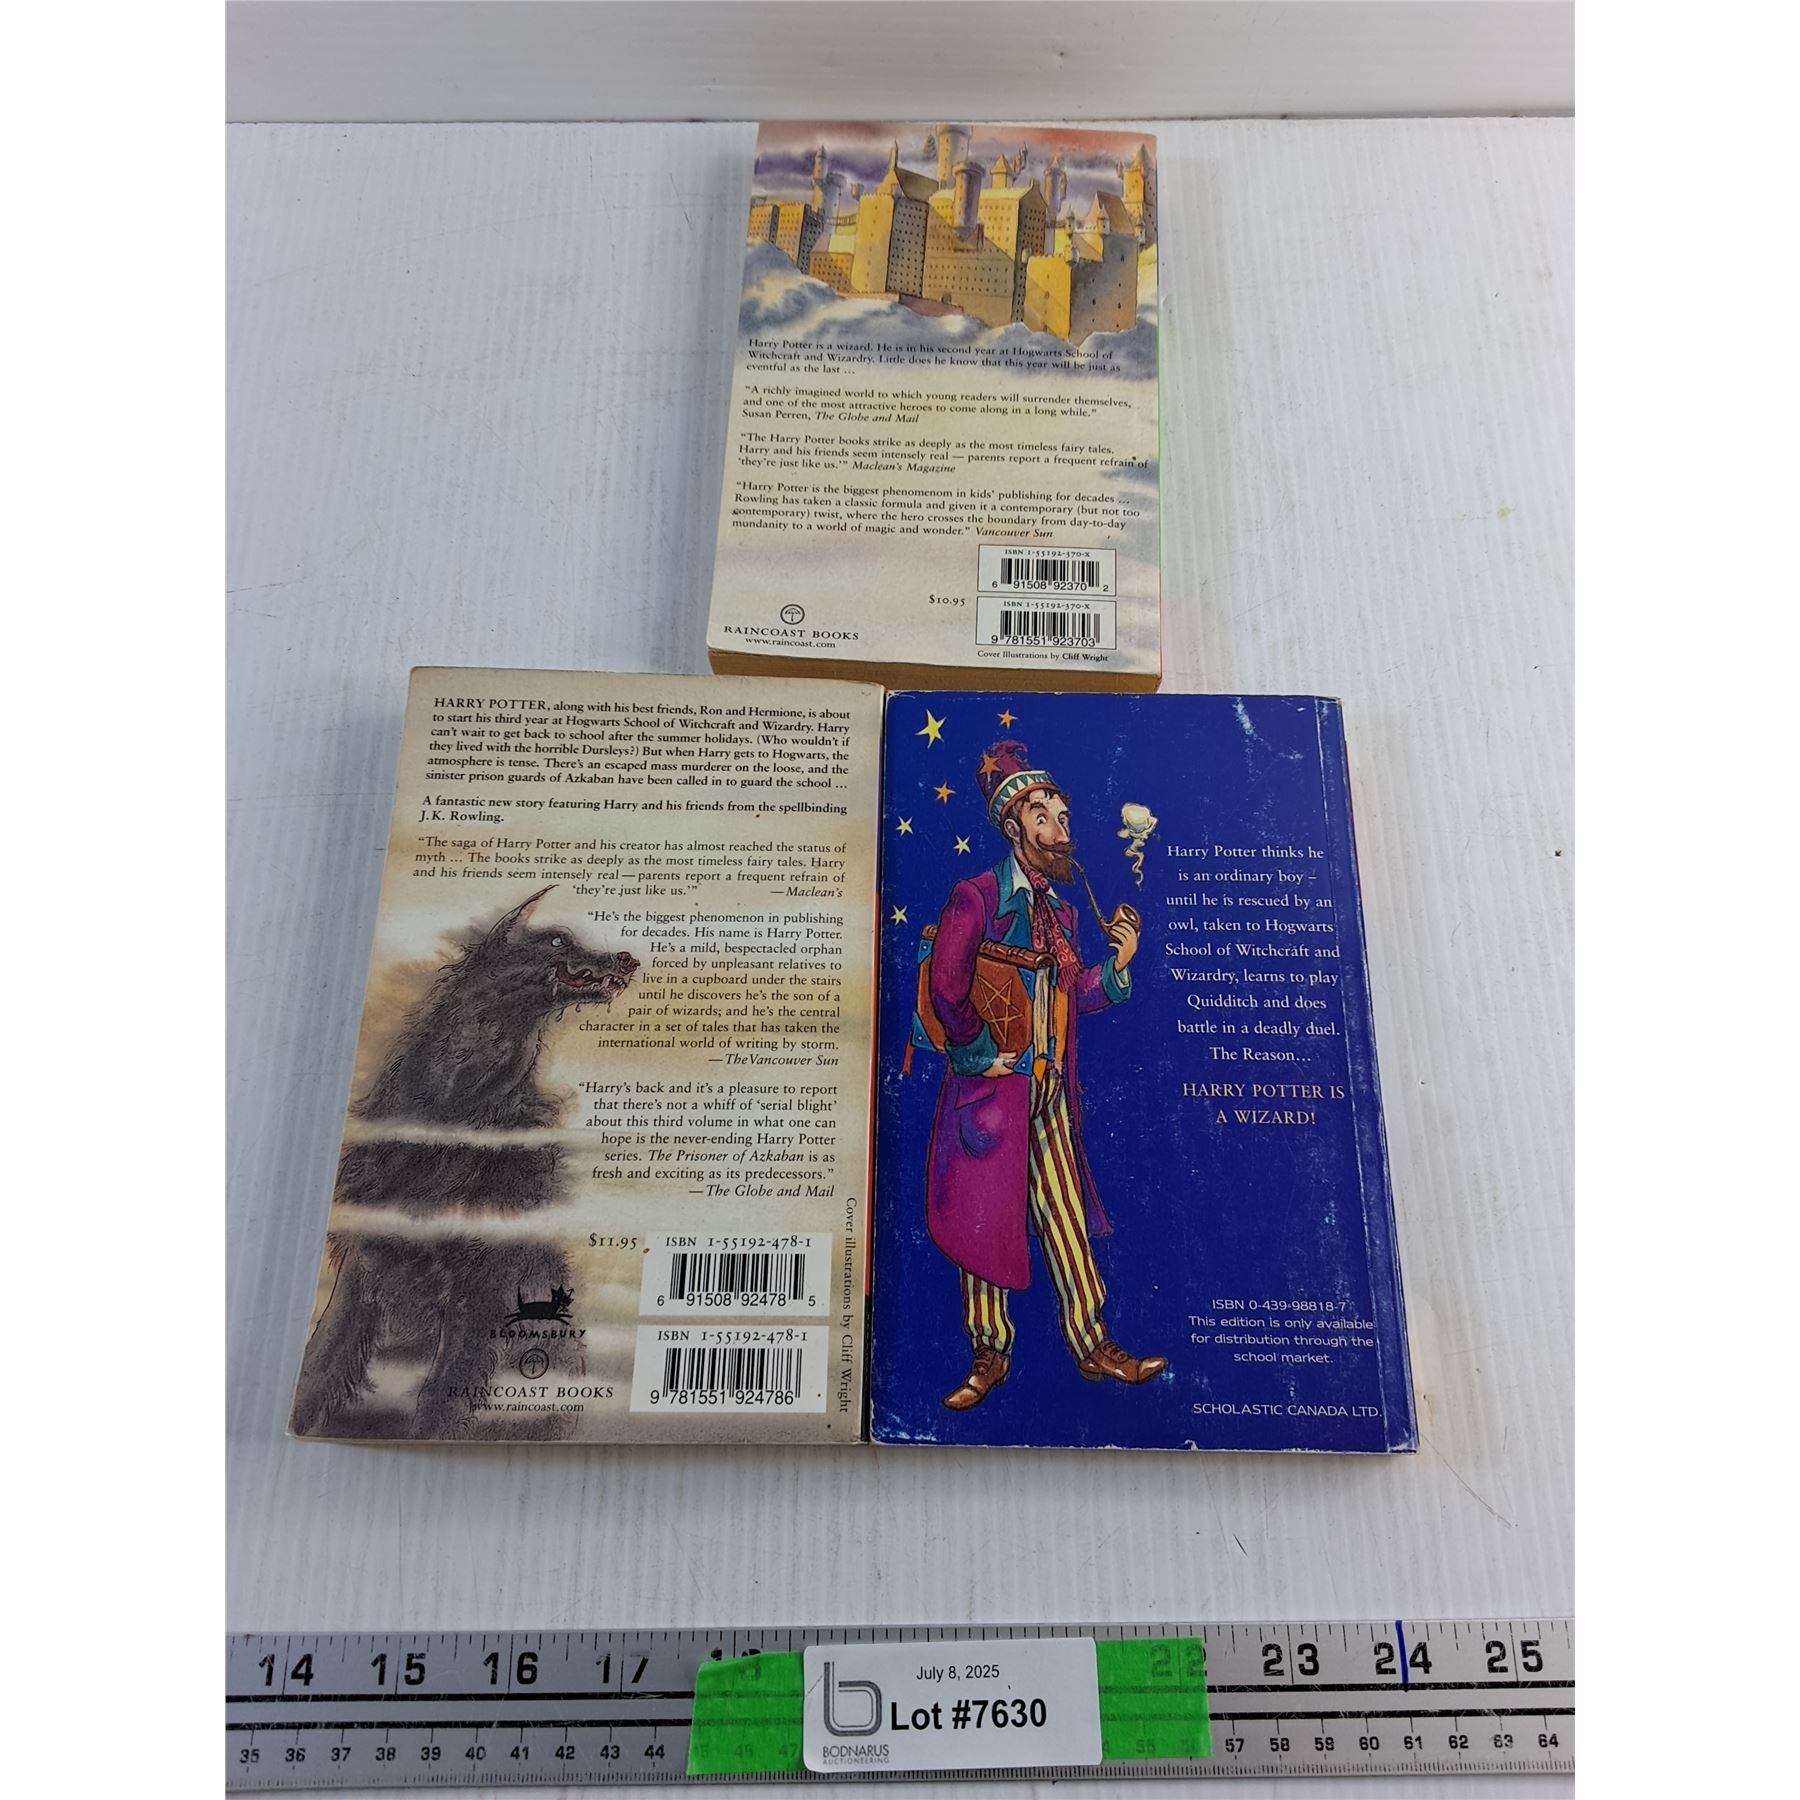 Harry Potter is a wizard. He is in his second year at Hogwarts School of
Witchcraft and Wizardry. Little does he know that this year will be just as
eventful as the last ...
"A richly imagined world to which young readers will surrender themselves,
and one of the most attractive heroes to come along in a long while."
Susan Perren, The Globe and Mail
"The Harry Potter books strike as deeply as the most timeless fairy tales.
Harry and his friends seem intensely real — parents report a frequent refrain of
'they're just like us.'" Maclean's Magazine
"Harry Potter is the biggest phenomenom in kids' publishing for decades ...
Rowling has taken a classic formula and given it a contemporary (but not too
contemporary) twist, where the hero crosses the boundary from day-to-day
mundanity to a world of magic and wonder." Vancouver Sun
ISBN 1-55192-370-X
6 91508 92370 2
$10.95
ISBN 1-55192-370-X
9 781551 923703
RAINCOAST BOOKS
www.raincoast.com
Cover Illustrations by Cliff Wright
HARRY POTTER, along with his best friends, Ron and Hermione, is about
to start his third year at Hogwarts School of Witchcraft and Wizardry. Harry
can't wait to get back to school after the summer holidays. (Who wouldn't if
they lived with the horrible Dursleys?) But when Harry gets to Hogwarts, the
atmosphere is tense. There's an escaped mass murderer on the loose, and the
sinister prison guards of Azkaban have been called in to guard the school ...
A fantastic new story featuring Harry and his friends from the spellbinding
J.K. Rowling.
"The saga of Harry Potter and his creator has almost reached the status of
myth ... The books strike as deeply as the most timeless fairy tales. Harry
and his friends seem intensely real — parents report a frequent refrain of
'they're just like us.'" — Maclean's
"He's the biggest phenomenon in publishing
for decades. His name is Harry Potter.
He's a mild, bespectacled orphan
forced by unpleasant relatives to
live in a cupboard under the stairs
until he discovers he's the son of a
pair of wizards; and he's the central
character in a set of tales that has taken the
international world of writing by storm.
— The Vancouver Sun
"Harry's back and it's a pleasure to report
that there's not a whiff of 'serial blight'
about this third volume in what one can
hope is the never-ending Harry Potter
series. The Prisoner of Azkaban is as
fresh and exciting as its predecessors."
— The Globe and Mail
$11.95
ISBN 1-55192-478-1
6 91508 92478 5
ISBN 1-55192-478-1
9 781551 924786
BLOOMSBURY
RAINCOAST BOOKS
www.raincoast.com
Cover illustrations by Cliff Wright
Harry Potter thinks he
is an ordinary boy –
until he is rescued by an
owl, taken to Hogwarts
School of Witchcraft and
Wizardry, learns to play
Quidditch and does
battle in a deadly duel.
The Reason...
HARRY POTTER IS
A WIZARD!
ISBN 0-439-98818-7
This edition is only available
for distribution through the
school market.
SCHOLASTIC CANADA LTD.
14 15 16 17 18 22 23 24 25
July 8, 2025
Lot #7630
BODNARUS
AUCTIONEERING
35 36 37 38 39 40 41 42 43 44 45 46 47 55 56 57 58 59 60 61 62 63 64